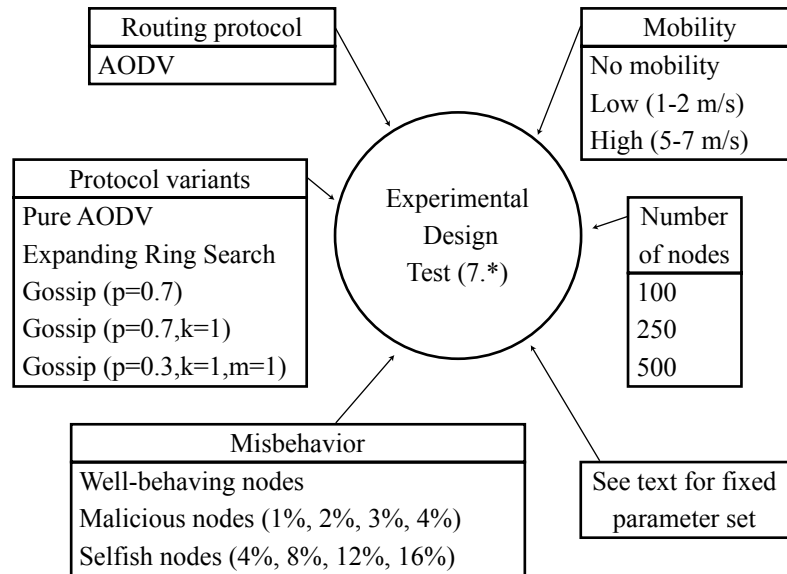 Routing protocol
AODV
Mobility
No mobility
Low (1-2 m/s)
High (5-7 m/s)
Protocol variants
Pure AODV
Expanding Ring Search
Gossip (p=0.7)
Gossip (p=0.7,k=1)
Gossip (p=0.3,k=1,m=1)
Experimental
Design
Test (7.*)
Number
of nodes
100
250
500
Misbehavior
Well-behaving nodes
Malicious nodes (1%, 2%, 3%, 4%)
Selfish nodes (4%, 8%, 12%, 16%)
See text for fixed
parameter set